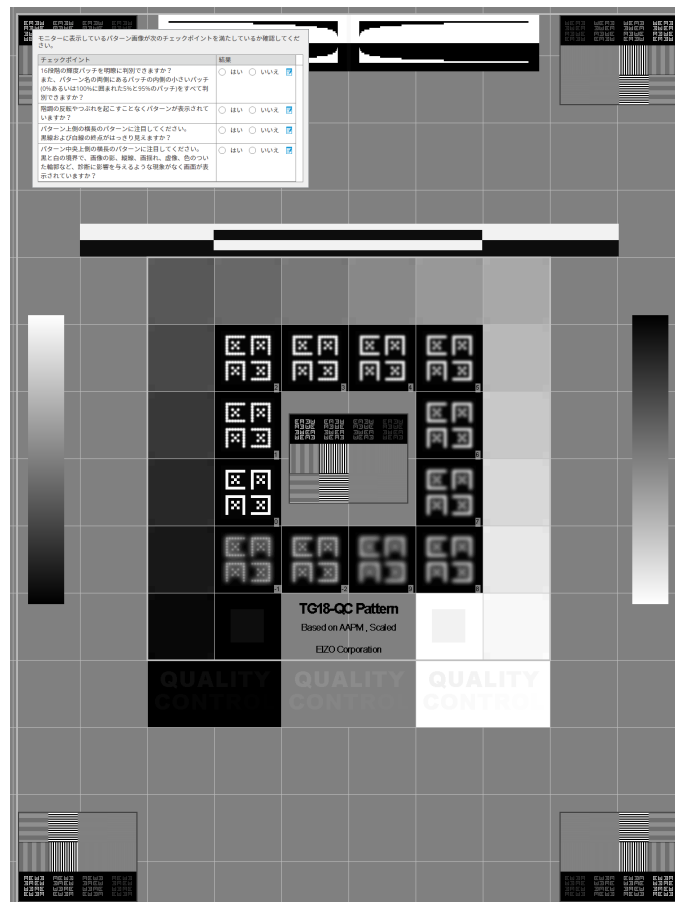 モニターに表示しているパターン画像が次のチェックポイントを満たしているか確認してくだ
さい。
チェックポイント 結果
16段階の輝度パッチを明瞭に判別できますか?
また、パターン名の両側にあるパッチの内側の小さいパッチ
(0%あるいは100%に囲まれた5%と95%のパッチ)をすべて判
別できますか?
はい いいえ
階調の反転やつぶれを起こすことなくパターンが表示されて
いますか?
はい いいえ
パターン上側の横長のパターンに注目してください。
黒線および白線の終点がはっきり見えますか?
はい いいえ
パターン中央上側の横長のパターンに注目してください。
黒と白の境界で、画像の影、縦線、画揺れ、虚像、色のつい
た輪郭など、診断に影響を与えるような現象がなく画面が表
示されていますか?
はい いいえ
TG18-QC Pattern
Based on AAPM , Scaled
EIZO Corporation
QUALITY QUALITY QUALITY
CONTRO CONTRO CONTRO